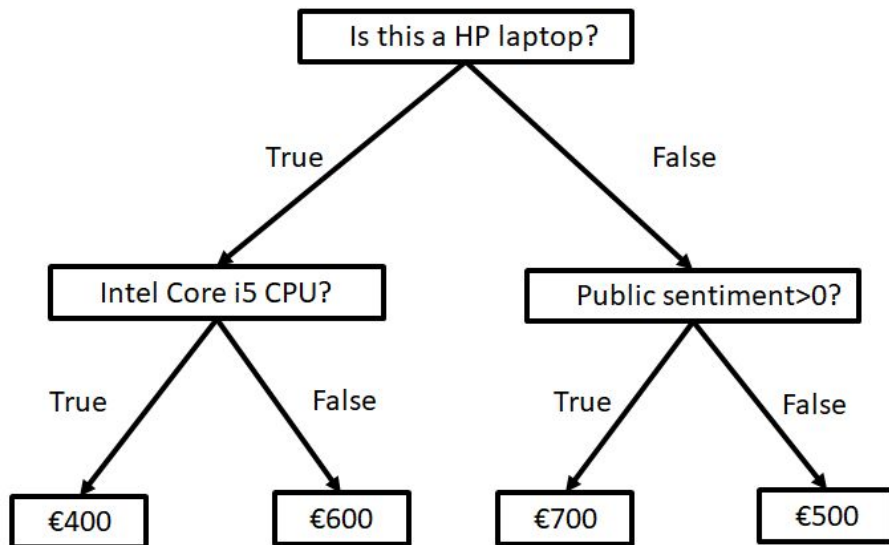 Is this a HP laptop?
True
False
Intel Core i5 CPU?
Public sentiment>0?
True
False
True
False
€400
€600
€700
€500